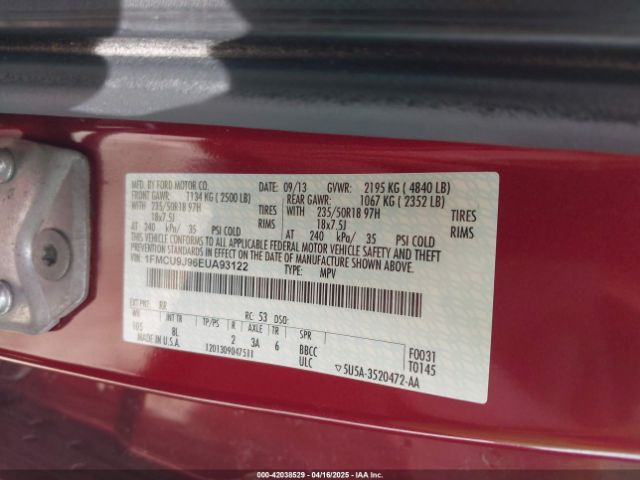 MFD. BY FORD MOTOR CO. DATE: 09/13 GVWR: 2195 KG ( 4840 LB)
FRONT GAWR: 1134 KG ( 2500 LB) REAR GAWR: 1067 KG ( 2352 LB)
WITH 235/50R18 97H TIRES WITH 235/50R18 97H TIRES
18x7.5J RIMS 18x7.5J RIMS
AT 240 kPa/ 35 PSI COLD AT 240 kPa/ 35 PSI COLD
THIS VEHICLE CONFORMS TO ALL APPLICABLE FEDERAL MOTOR VEHICLE SAFETY AND THEFT
PREVENTION STANDARDS IN EFFECT ON THE DATE OF MANUFACTURE SHOWN ABOVE.
VIN: 1FMCU9J96EUA93122 TYPE: MPV
EXT PNT: RR RC: 53 DSO:
WB INT TR TP/PS R AXLE TR SPR F0031
105 8L 2 3A 6 BBCC T0145
MADE IN U.S.A. ULC
1201309047511 5U5A-3520472-AA
000-42038529 - 04/16/2025 - IAAI.COM